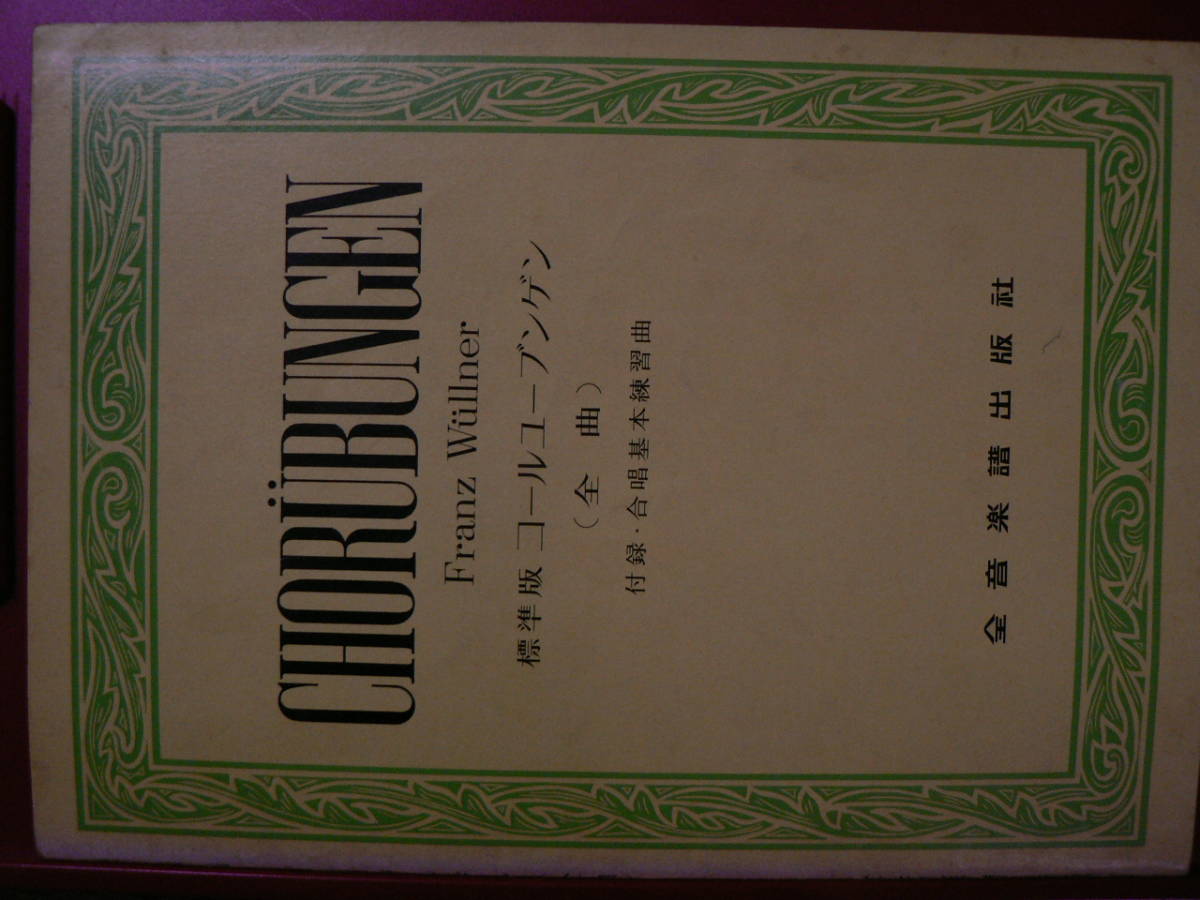 CHORÜBUNGEN
Franz Wüllner
標準版 コールユーブンゲン
(全 曲)
付録・合唱基本練習曲
全音楽譜出版社